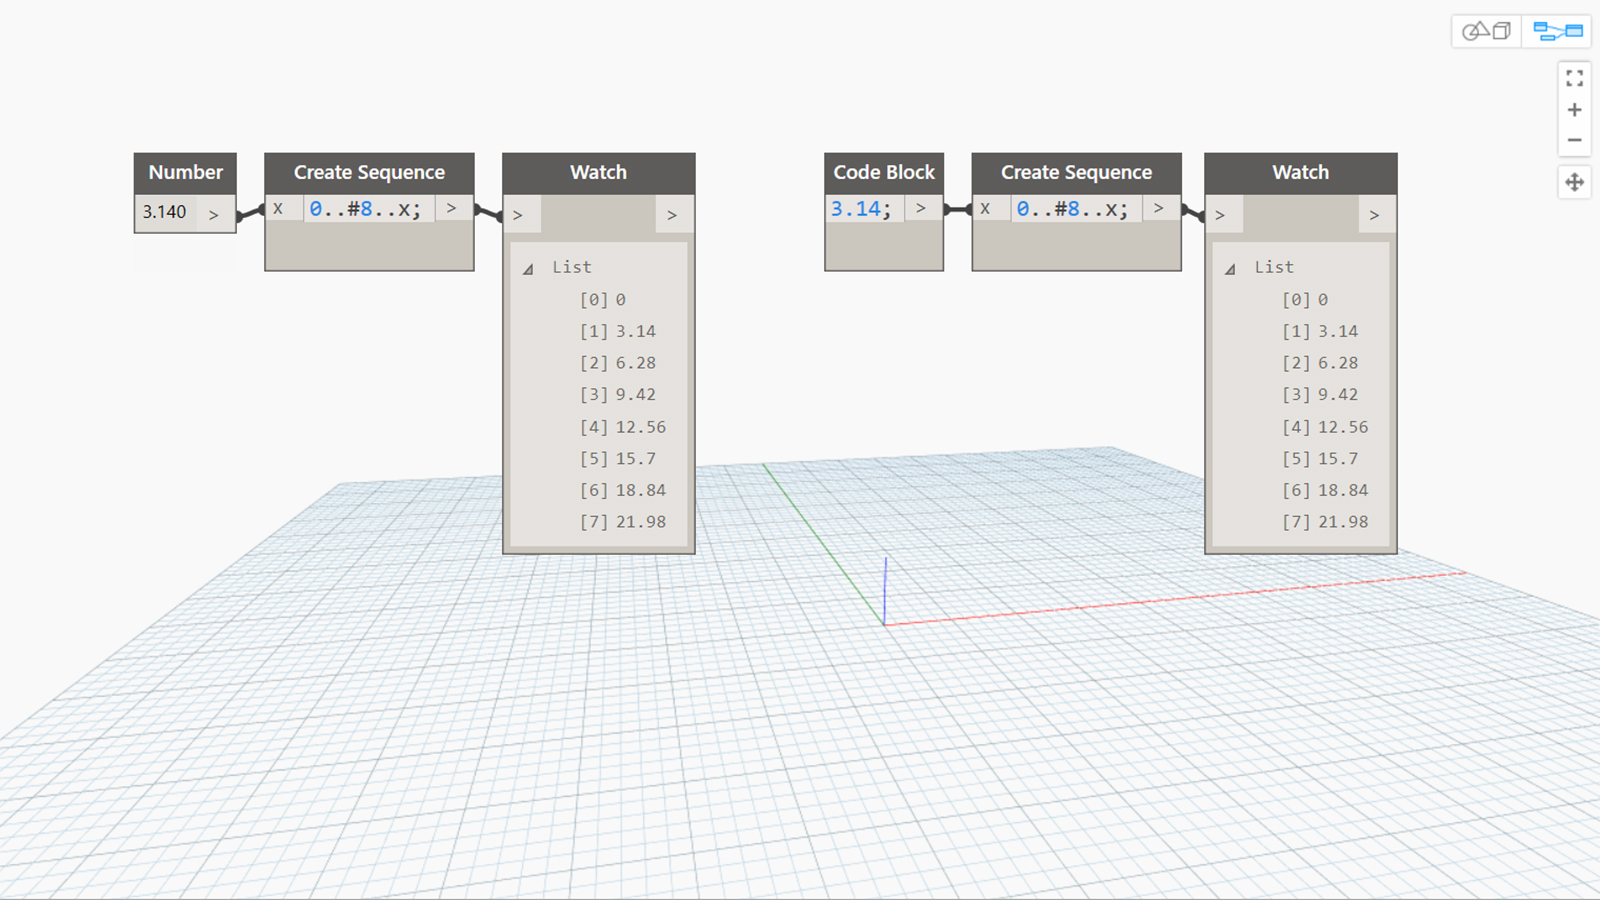 Number
3.140 >
Create Sequence
x 0..#8..x; >
Watch
> >
List
[0] 0
[1] 3.14
[2] 6.28
[3] 9.42
[4] 12.56
[5] 15.7
[6] 18.84
[7] 21.98
Code Block
3.14; >
Create Sequence
x 0..#8..x; >
Watch
> >
List
[0] 0
[1] 3.14
[2] 6.28
[3] 9.42
[4] 12.56
[5] 15.7
[6] 18.84
[7] 21.98